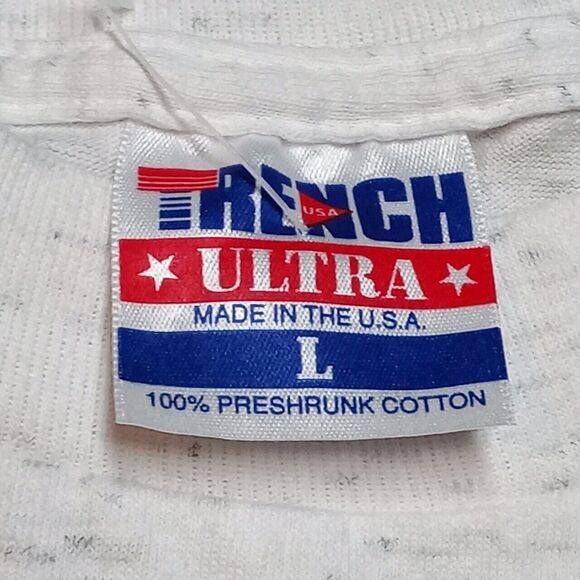 TRENCH
USA
ULTRA
MADE IN THE U.S.A.
L
100% PRESHRUNK COTTON